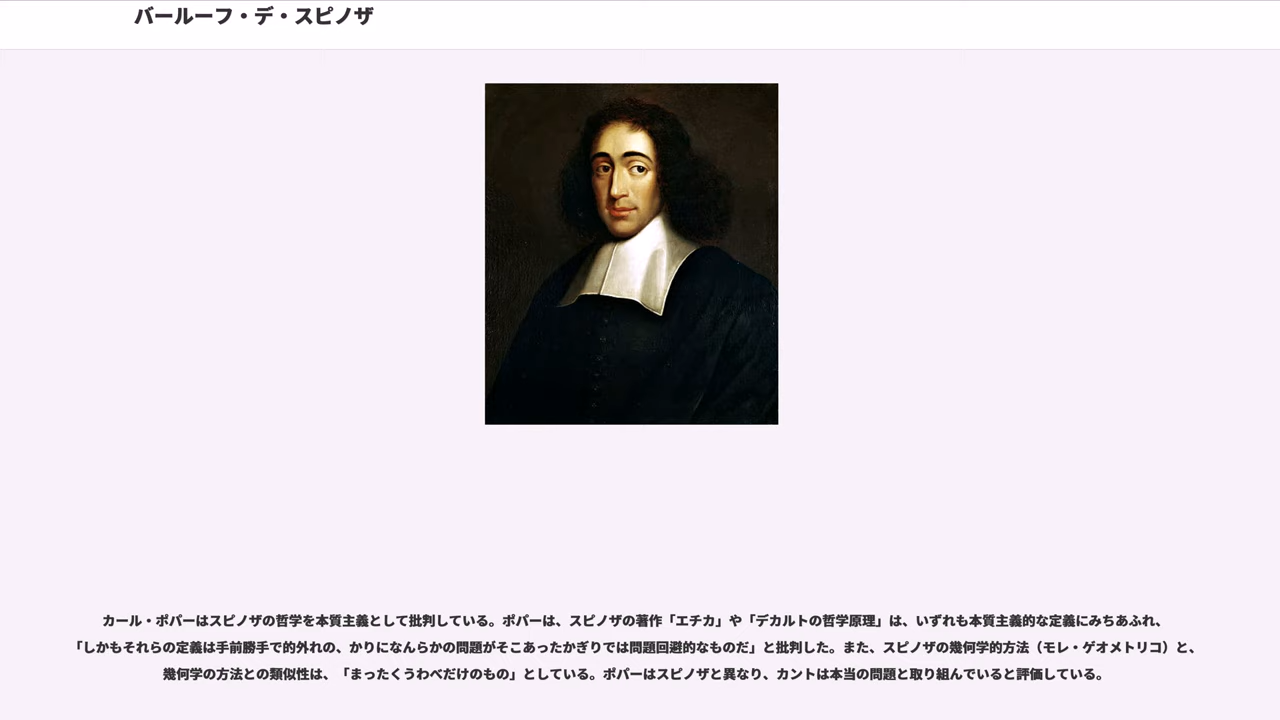 バールーフ・デ・スピノザ
カール・ポパーはスピノザの哲学を本質主義として批判している。ポパーは、スピノザの著作「エチカ」や「デカルトの哲学原理」は、いずれも本質主義的な定義にみちあふれ、
「しかもそれらの定義は手前勝手で的外れの、かりになんらかの問題がそこあったかぎりでは問題回避的なものだ」と批判した。また、スピノザの幾何学的方法（モレ・ゲオメトリコ）と、
幾何学の方法との類似性は、「まったくうわべだけのもの」としている。ポパーはスピノザと異なり、カントは本当の問題と取り組んでいると評価している。